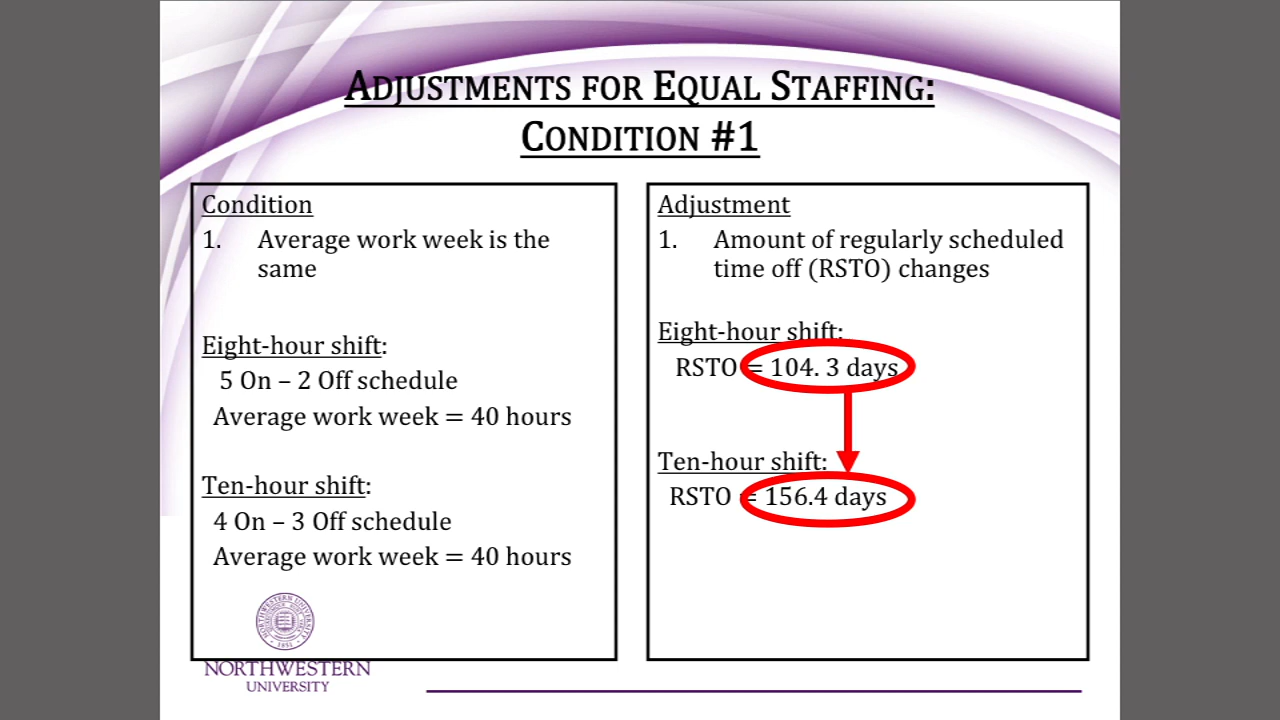 ADJUSTMENTS FOR EQUAL STAFFING:
CONDITION #1
Condition
1. Average work week is the
same
Eight-hour shift:
5 On – 2 Off schedule
Average work week = 40 hours
Ten-hour shift:
4 On – 3 Off schedule
Average work week = 40 hours
Adjustment
1. Amount of regularly scheduled
time off (RSTO) changes
Eight-hour shift:
RSTO = 104. 3 days
Ten-hour shift:
RSTO = 156.4 days
NORTHWESTERN
UNIVERSITY